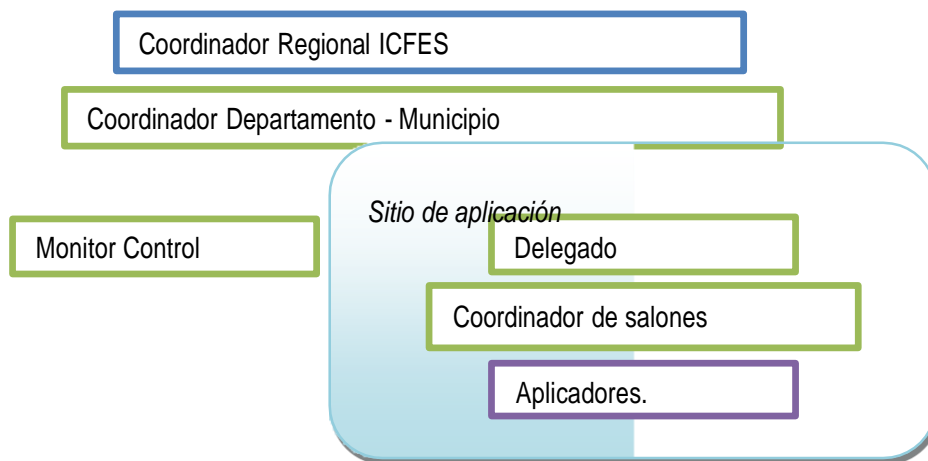 Coordinador Regional ICFES
Coordinador Departamento - Municipio
Sitio de aplicación
Monitor Control
Delegado
Coordinador de salones
Aplicadores.